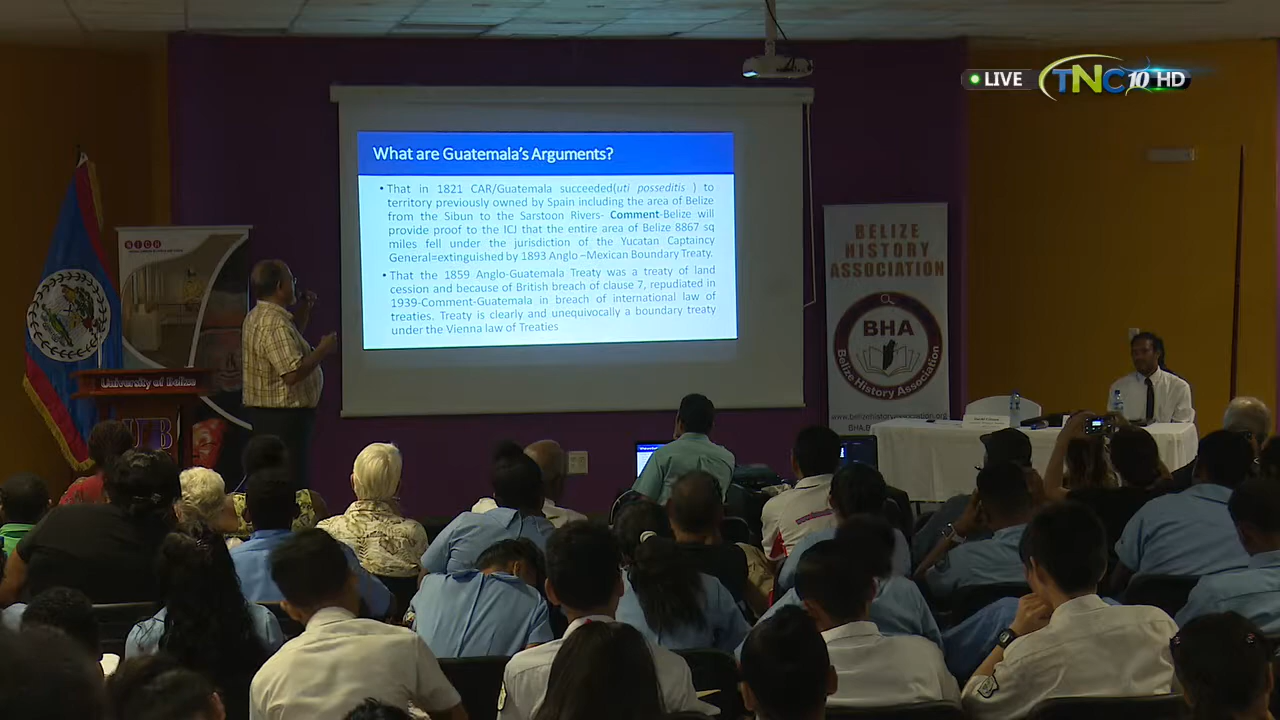 LIVE TNC10 HD
What are Guatemala's Arguments?
• That in 1821 CAR/Guatemala succeeded(uti posseditis ) to
territory previously owned by Spain including the area of Belize
from the Sibun to the Sarstoon Rivers- Comment-Belize will
provide proof to the ICJ that the entire area of Belize 8867 sq
miles fell under the jurisdiction of the Yucatan Captaincy
General=extinguished by 1893 Anglo –Mexican Boundary Treaty.
• That the 1859 Anglo-Guatemala Treaty was a treaty of land
cession and because of British breach of clause 7, repudiated in
1939-Comment-Guatemala in breach of international law of
treaties. Treaty is clearly and unequivocally a boundary treaty
under the Vienna law of Treaties
NICH
University of Belize
UB
BELIZE
HISTORY
ASSOCIATION
BHA
Belize History Association
www.belizehistoryassociation.org
BHA.B